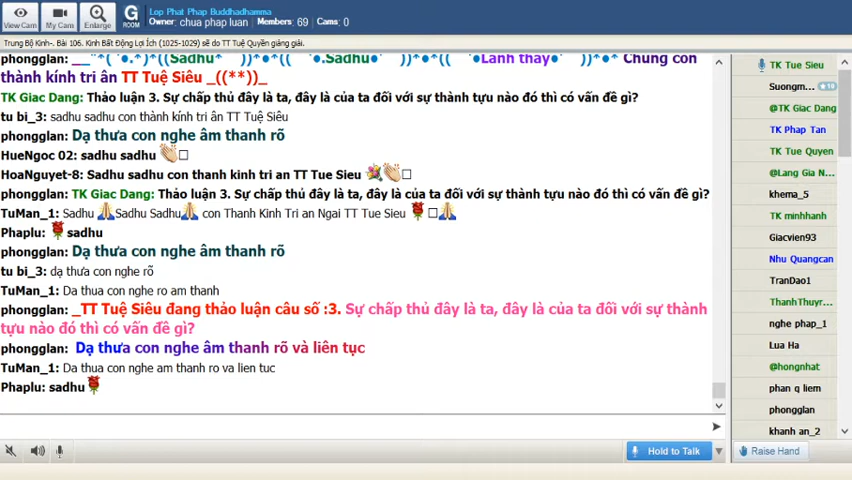 View Cam
My Cams
Enlarge
G
ROOM
Lop Phat Phap Buddhadhamma
Owner: chua phap luan / Members: 69 / Cams: 0
Trung Bộ Kinh-. Bài 106. Kinh Bất Động Lợi Ích (1025-1029) sẽ do TT Tuệ Quyền giảng giải.
phongglan: __"*(´•.*)*((Sadhu* ))*●*(( ´•.Sadhu● ))*●*(( ´●Lành thay● ))*●* Chúng con
thành kính tri ân TT Tuệ Siêu _((**))_
TK Giac Dang: Thảo luận 3. Sự chấp thủ đây là ta, đây là của ta đối với sự thành tựu nào đó thì có vấn đề gì?
tu bi_3: sadhu sadhu con thành kính tri ân TT Tuệ Siêu
phongglan: Dạ thưa con nghe âm thanh rõ
HueNgoc 02: sadhu sadhu
HoaNguyet-8: Sadhu sadhu con thanh kinh tri an TT Tue Sieu
phongglan: TK Giac Dang: Thảo luận 3. Sự chấp thủ đây là ta, đây là của ta đối với sự thành tựu nào đó thì có vấn đề gì?
TuMan_1: Sadhu 🙏Sadhu Sadhu🙏 con Thanh Kinh Tri an Ngai TT Tue Sieu 🌹□🙏
Phaplu: 🌹sadhu
phongglan: Dạ thưa con nghe âm thanh rõ
tu bi_3: dạ thưa con nghe rõ
TuMan_1: Da thua con nghe ro am thanh
phongglan: _TT Tuệ Siêu đang thảo luận câu số :3. Sự chấp thủ đây là ta, đây là của ta đối với sự thành
tựu nào đó thì có vấn đề gì?
phongglan: Dạ thưa con nghe âm thanh rõ và liên tục
TuMan_1: Da thua con nghe am thanh ro va lien tuc
Phaplu: sadhu🌹
Hold to Talk
TK Tue Sieu
Suongm... ★10
@TK Giac Dang
TK Phap Tan
TK Tue Quyen
@Lang Gia N...
khema_5
TK minhhanh
Giacvien93
Nhu Quangcan
TranDao1
ThanhThuyr...
nghe phap_1
Lua Ha
@hongnhat
phan q liem
phongglan
khanh an_2
Raise Hand